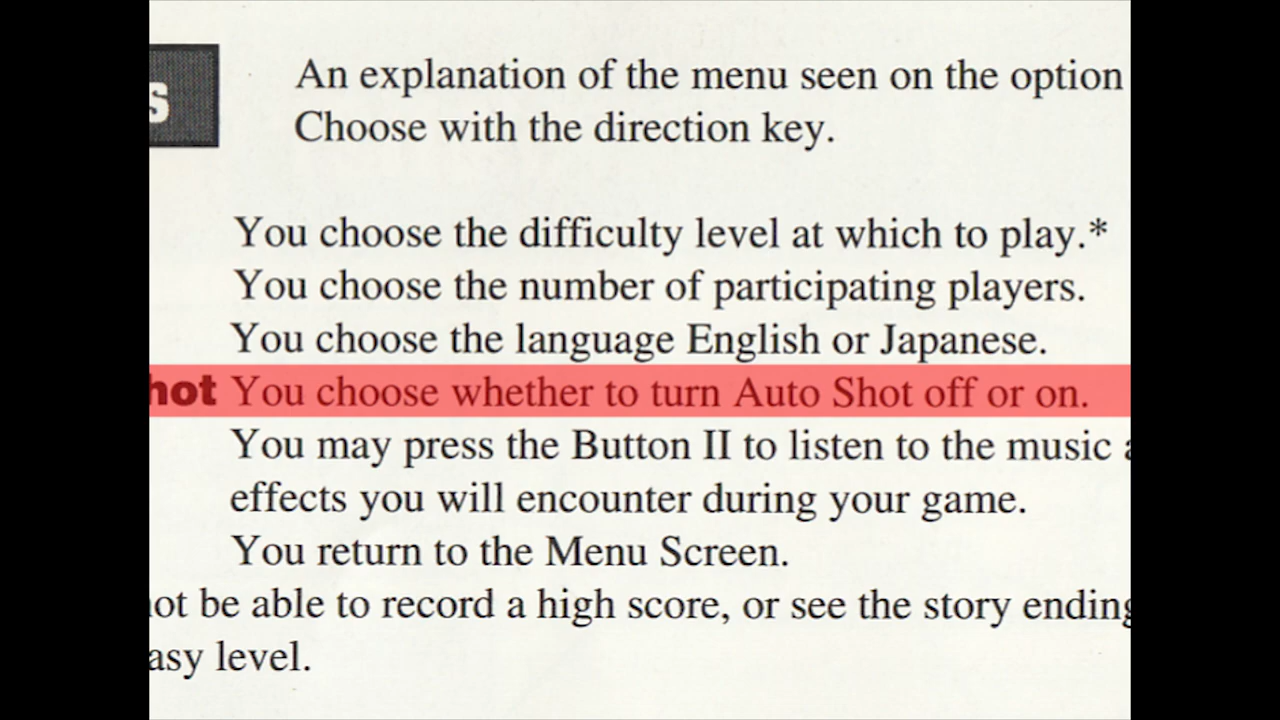 s
An explanation of the menu seen on the option
Choose with the direction key.
You choose the difficulty level at which to play.*
You choose the number of participating players.
You choose the language English or Japanese.
hot You choose whether to turn Auto Shot off or on.
You may press the Button II to listen to the music
effects you will encounter during your game.
You return to the Menu Screen.
ot be able to record a high score, or see the story ending
asy level.